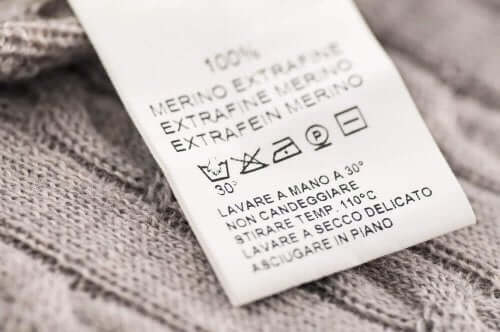 100%
MERINO EXTRAFINE
EXTRAFINE MERINO
EXTRAFEIN MERINO
P
30°
LAVARE A MANO A 30°
NON CANDEGGIARE
STIRARE TEMP. 110°C
LAVARE A SECCO DELICATO
ASCIUGARE IN PIANO